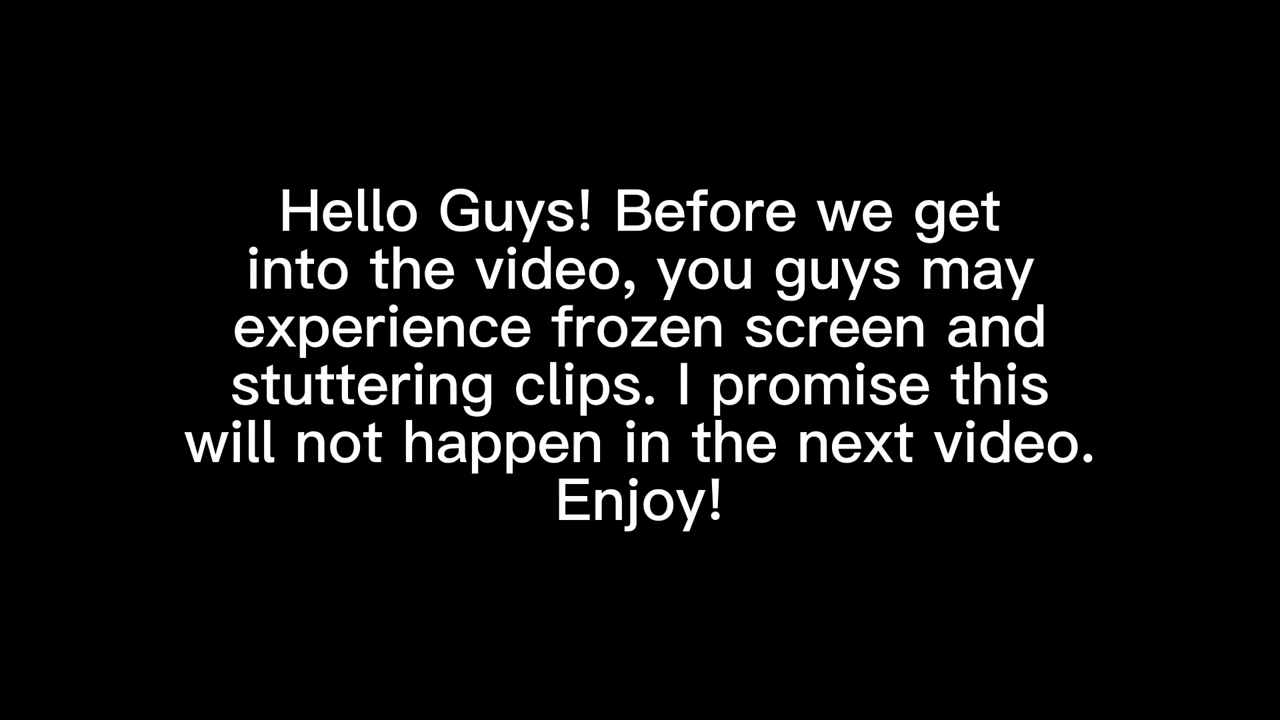 Hello Guys! Before we get
into the video, you guys may
experience frozen screen and
stuttering clips. I promise this
will not happen in the next video.
Enjoy!